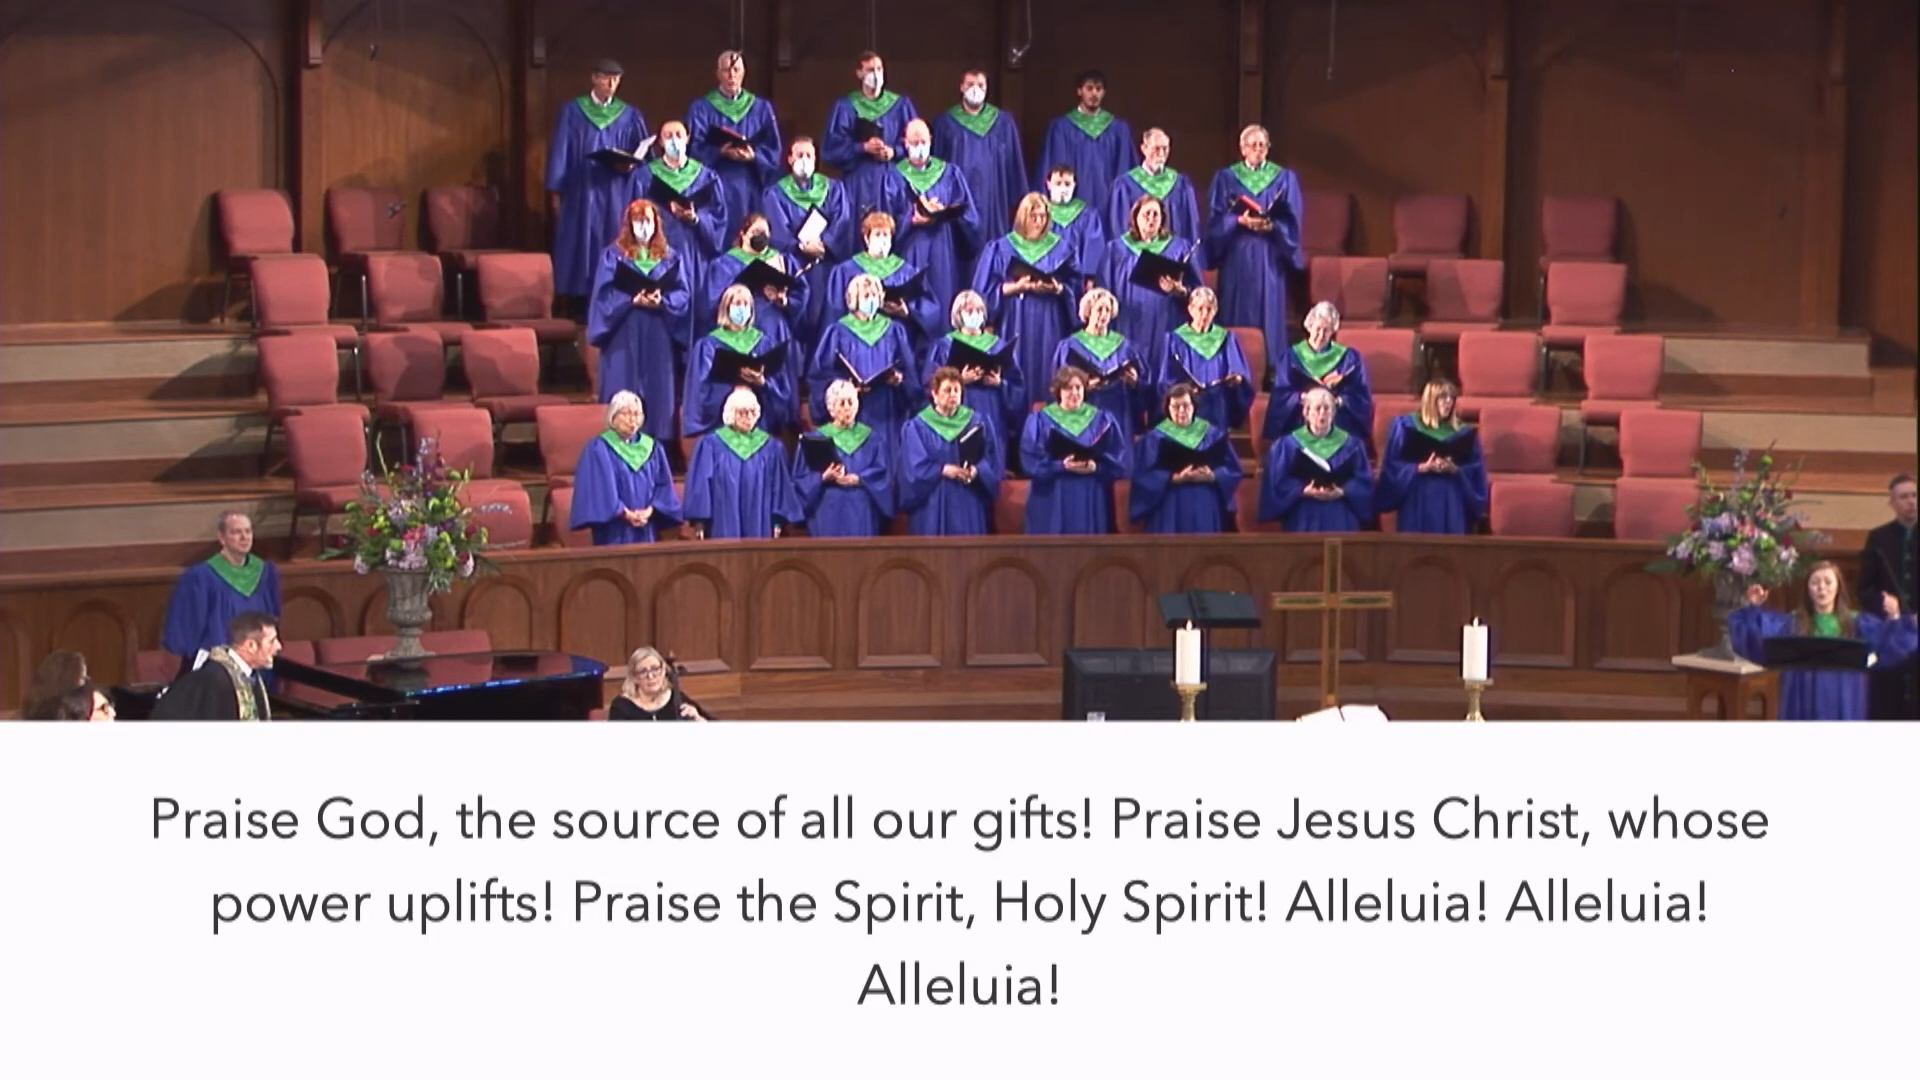 Praise God, the source of all our gifts! Praise Jesus Christ, whose
power uplifts! Praise the Spirit, Holy Spirit! Alleluia! Alleluia!
Alleluia!